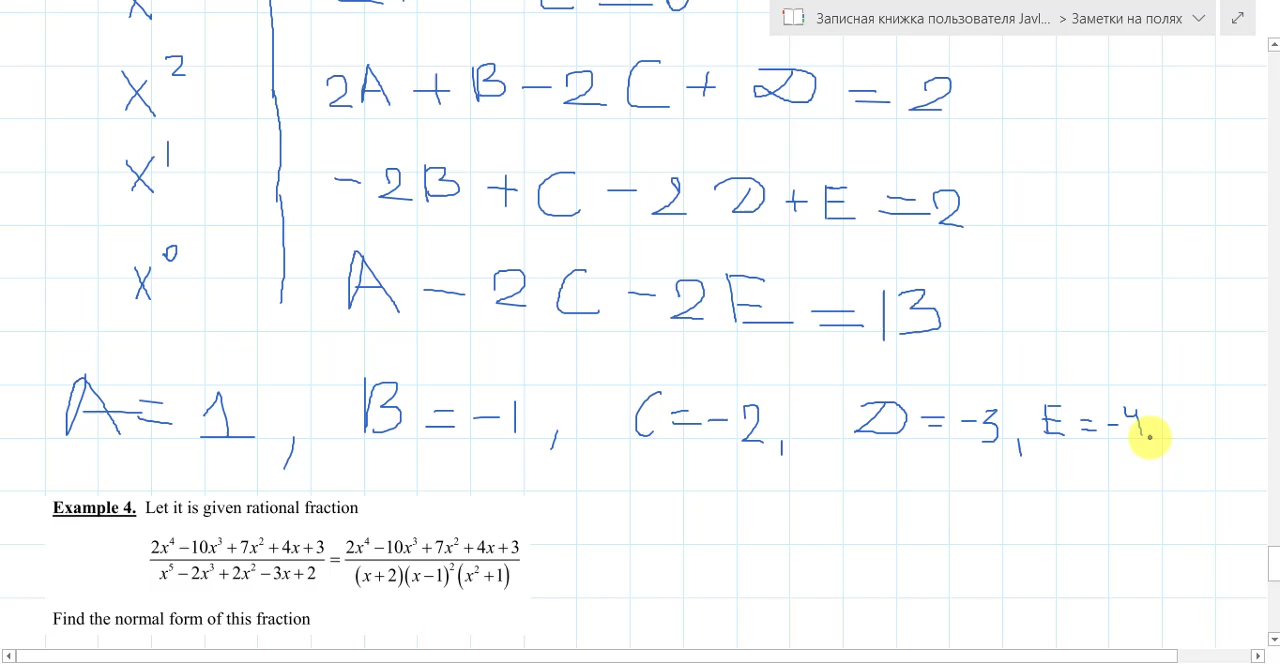 Записная книжка пользователя Javl... > Заметки на полях
x² 2A + B - 2C + D = 2
x¹ - 2B + C - 2D + E = 2
x⁰ A - 2C - 2E = 13
A = 1, B = -1, C = -2, D = -3, E = -4
Example 4. Let it is given rational fraction
(2x⁴ - 10x³ + 7x² + 4x + 3)/(x⁵ - 2x³ + 2x² - 3x + 2) = (2x⁴ - 10x³ + 7x² + 4x + 3)/((x + 2)(x - 1)²(x² + 1))
Find the normal form of this fraction